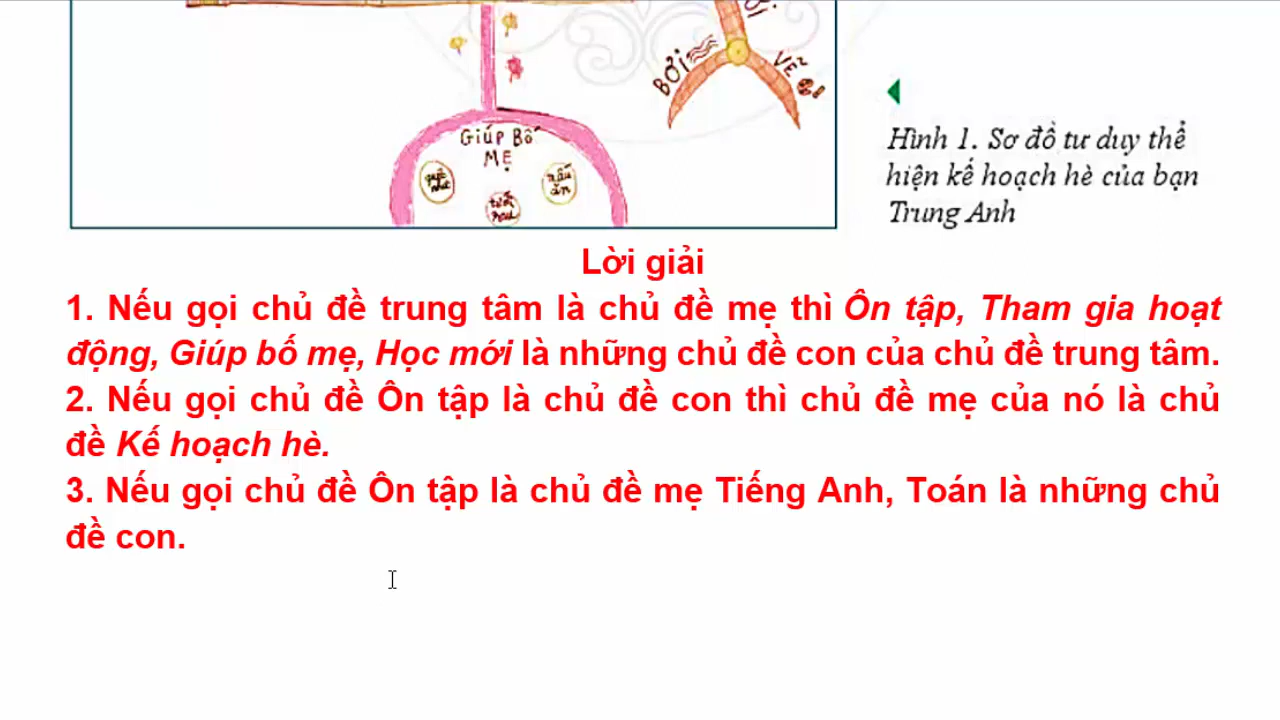 BƠI
VẼ
Giúp Bố
MẸ
nấu
ăn
Hình 1. Sơ đồ tư duy thể
hiện kế hoạch hè của bạn
Trung Anh
Lời giải
1. Nếu gọi chủ đề trung tâm là chủ đề mẹ thì Ôn tập, Tham gia hoạt
động, Giúp bố mẹ, Học mới là những chủ đề con của chủ đề trung tâm.
2. Nếu gọi chủ đề Ôn tập là chủ đề con thì chủ đề mẹ của nó là chủ
đề Kế hoạch hè.
3. Nếu gọi chủ đề Ôn tập là chủ đề mẹ Tiếng Anh, Toán là những chủ
đề con.